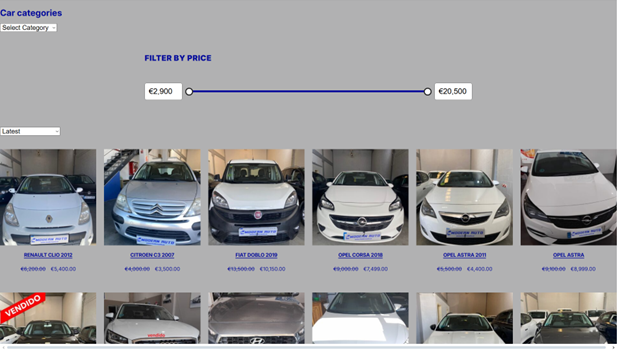 Car categories
Select Category
FILTER BY PRICE
€2,900
€20,500
Latest
RENAULT CLIO 2012
€6,200.00 €5,400.00
CITROEN C3 2007
€4,000.00 €3,500.00
FIAT DOBLO 2019
€13,500.00 €10,150.00
OPEL CORSA 2018
€9,000.00 €7,499.00
OPEL ASTRA 2011
€5,500.00 €4,400.00
OPEL ASTRA
€9,100.00 €8,999.00
VENDIDO
vendido